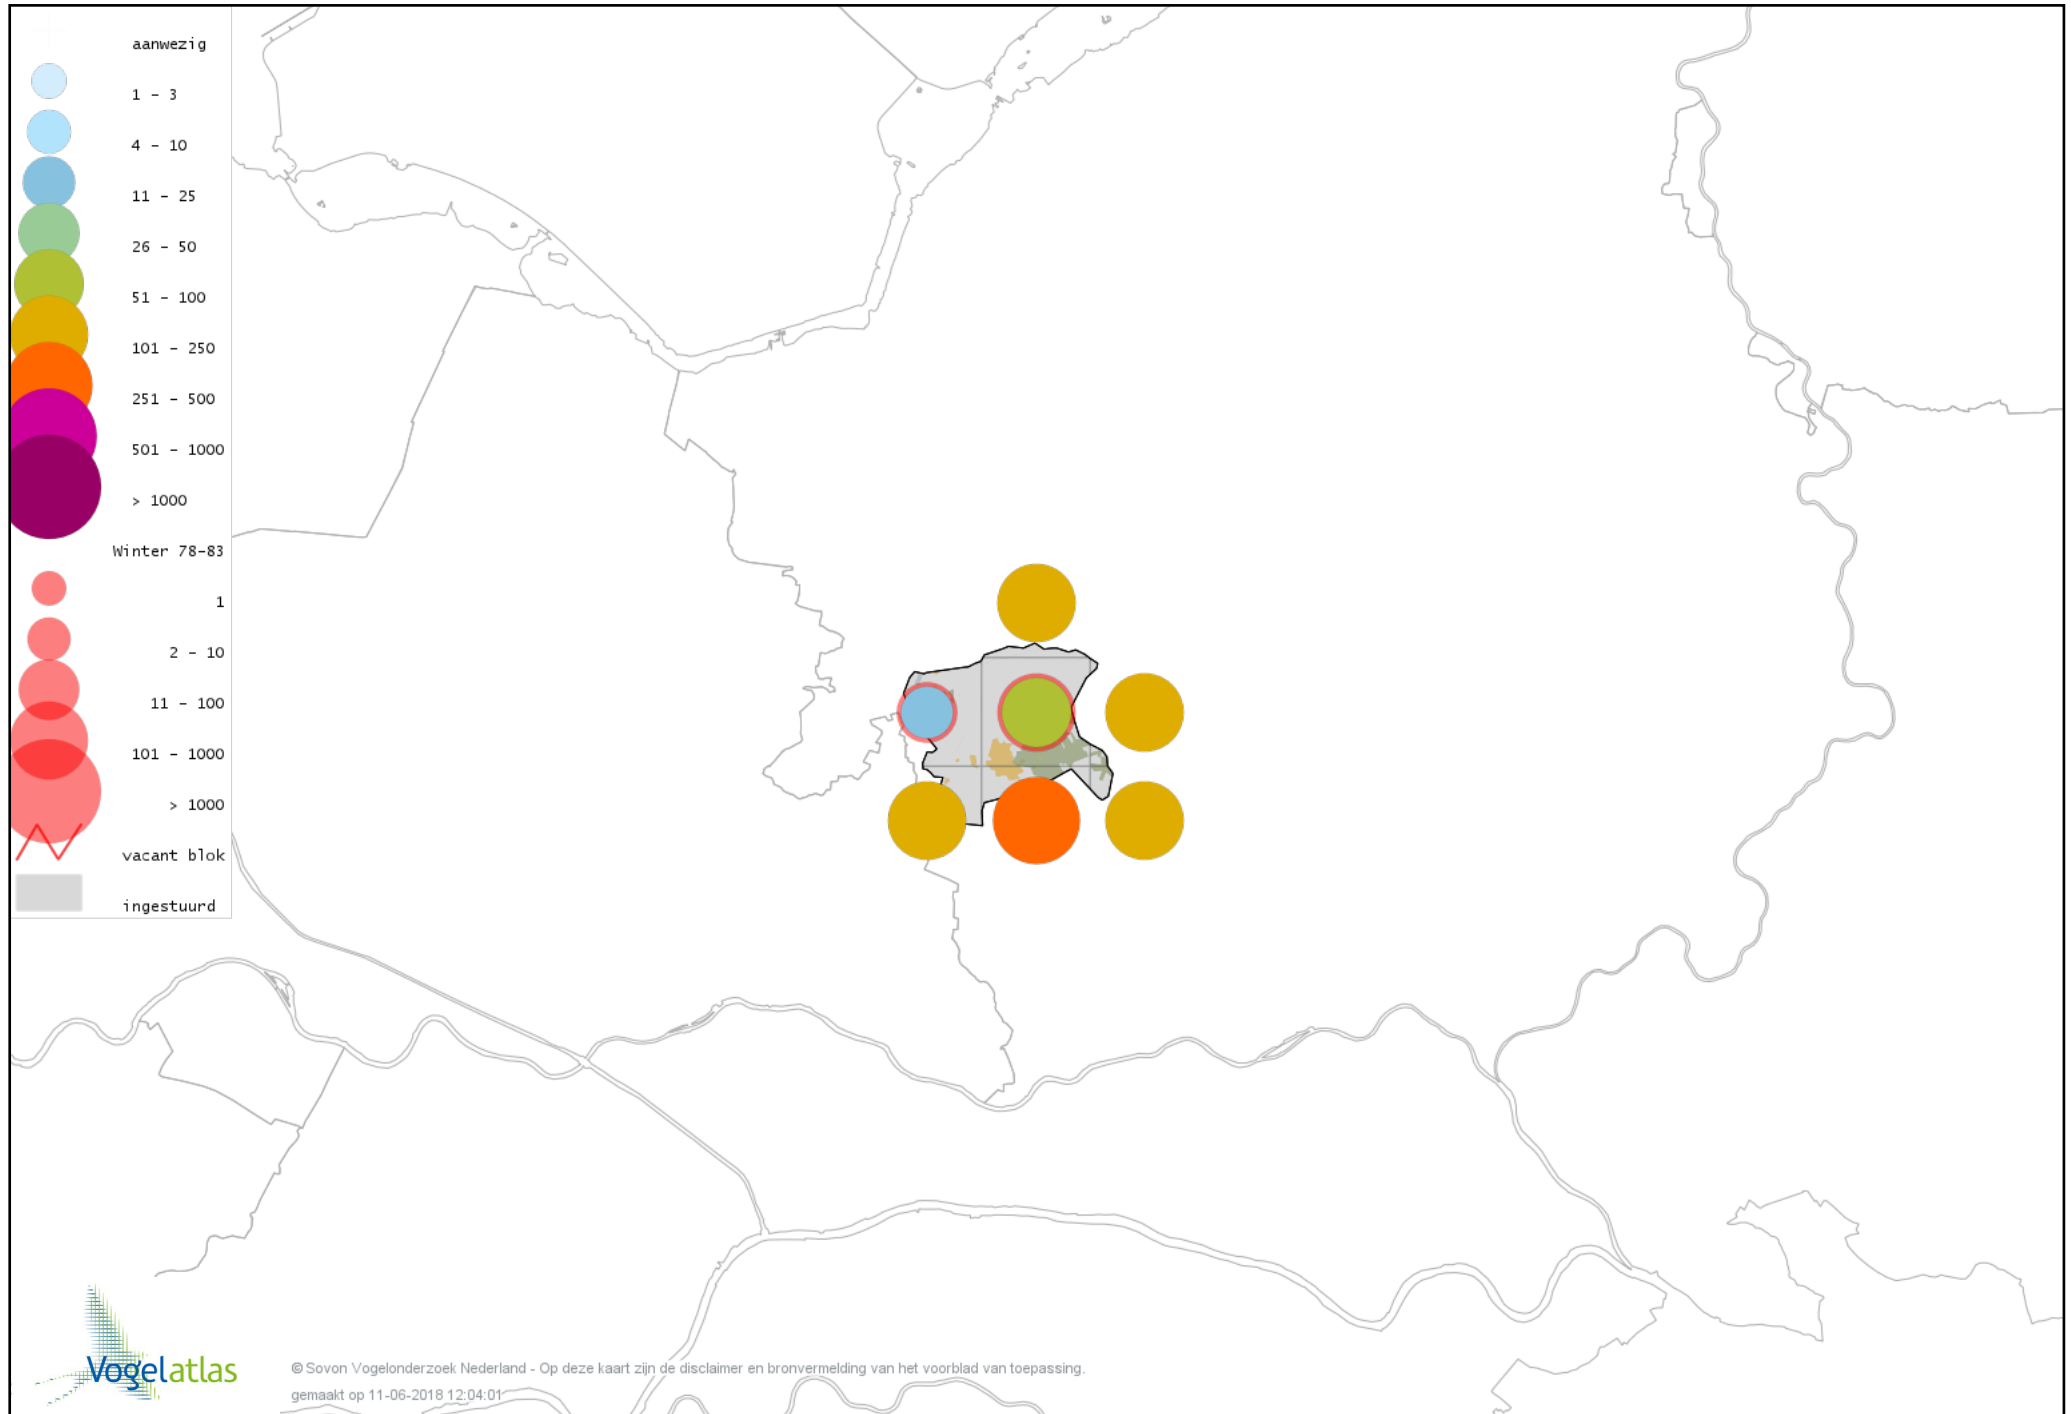 aanwezig
1 - 3
4 - 10
11 - 25
26 - 50
51 - 100
101 - 250
251 - 500
501 - 1000
> 1000
Winter 78-83
1
2 - 10
11 - 100
101 - 1000
> 1000
vacant blok
ingestuurd
Vogelatlas
© Sovon Vogelonderzoek Nederland - Op deze kaart zijn de disclaimer en bronvermelding van het voorblad van toepassing.
gemaakt op 11-06-2018 12:04:01